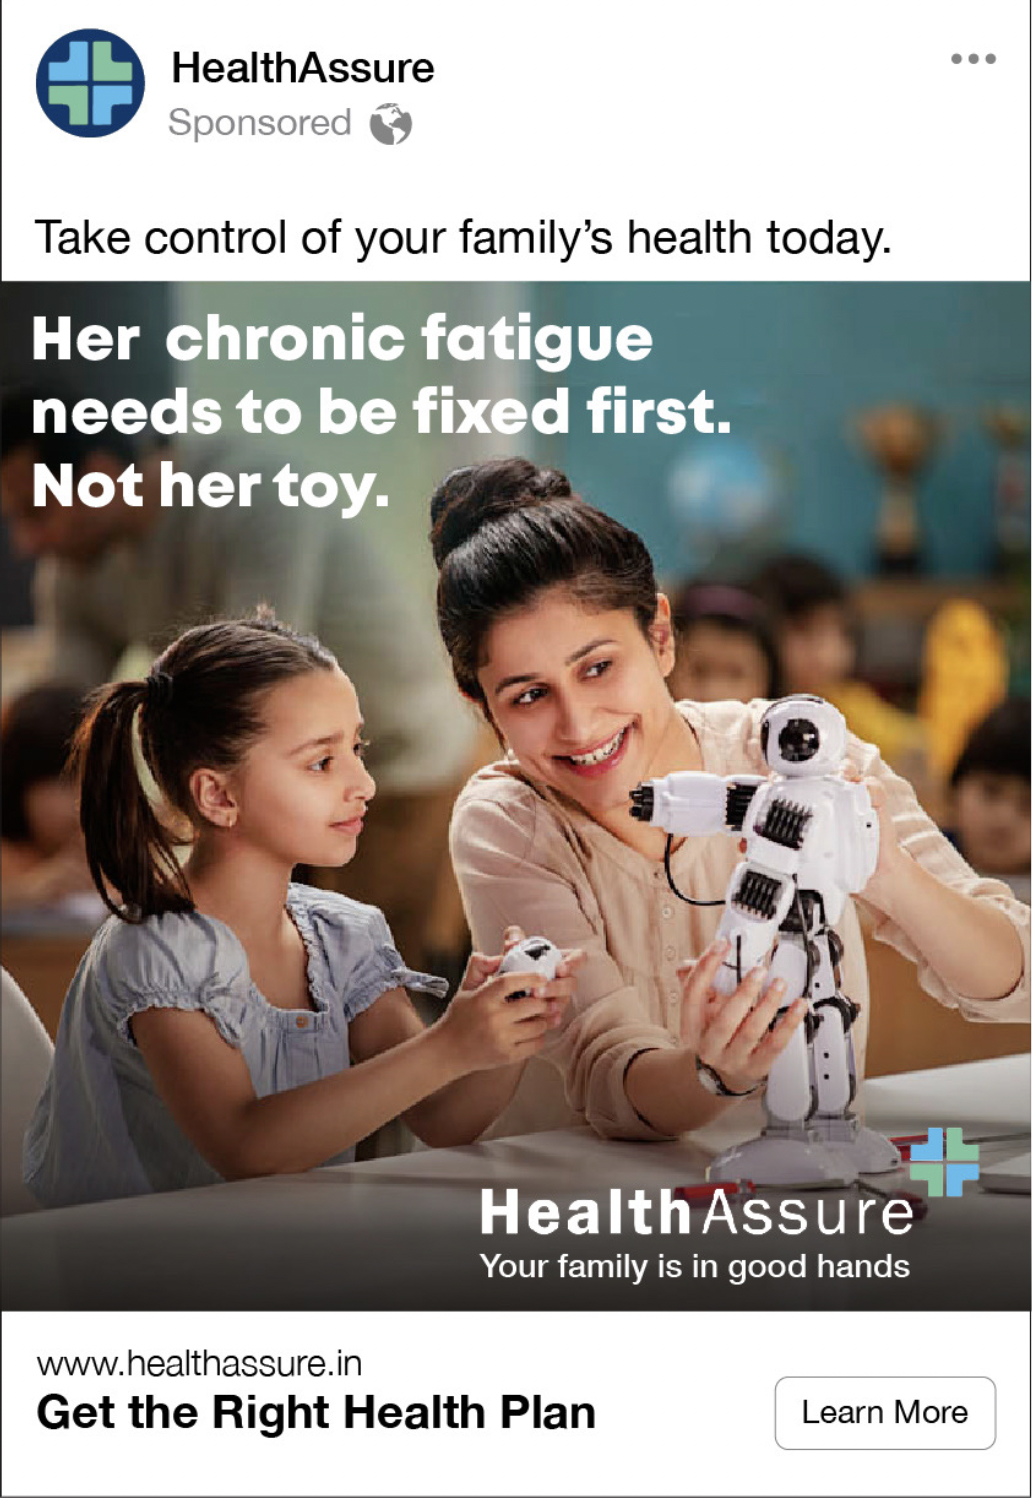 HealthAssure
Sponsored
Take control of your family’s health today.
Her chronic fatigue
needs to be fixed first.
Not her toy.
HealthAssure
Your family is in good hands
www.healthassure.in
Get the Right Health Plan
Learn More